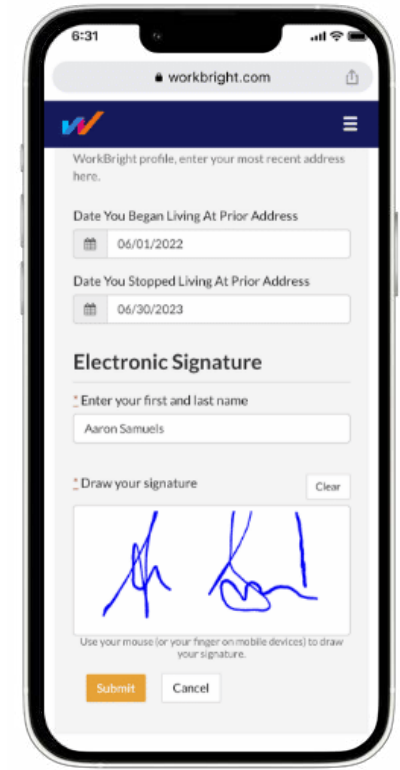 6:31
workbright.com
WorkBright profile, enter your most recent address
here.
Date You Began Living At Prior Address
06/01/2022
Date You Stopped Living At Prior Address
06/30/2023
Electronic Signature
* Enter your first and last name
Aaron Samuels
* Draw your signature
Clear
Use your mouse (or your finger on mobile devices) to draw
your signature.
Submit
Cancel